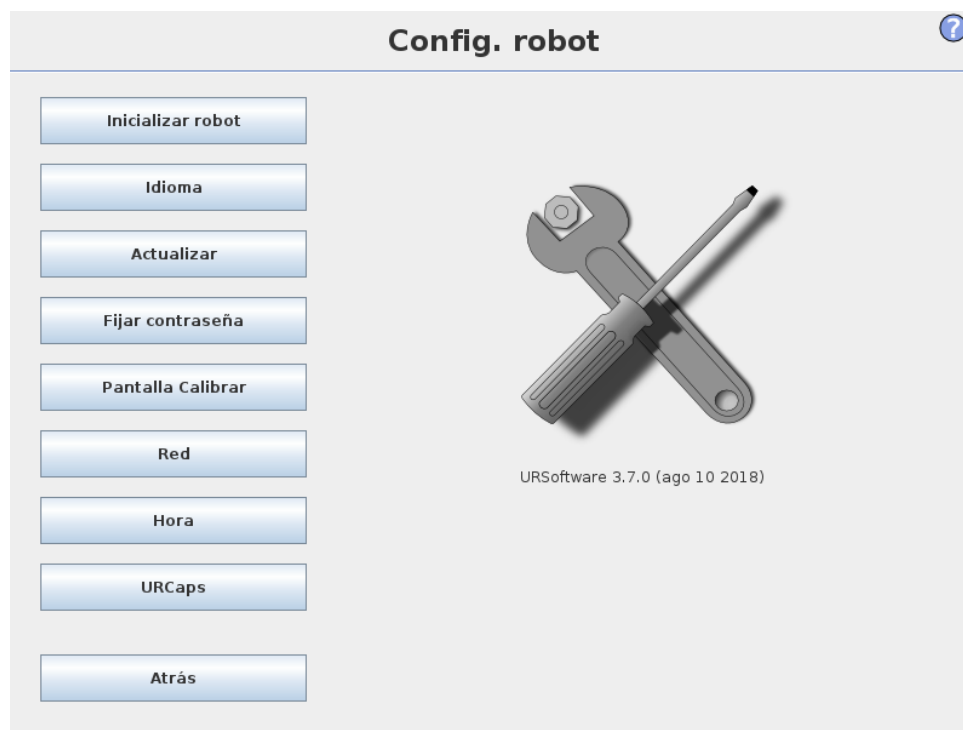 Config. robot
?
Inicializar robot
Idioma
Actualizar
Fijar contraseña
Pantalla Calibrar
Red
Hora
URCaps
Atrás
URSoftware 3.7.0 (ago 10 2018)